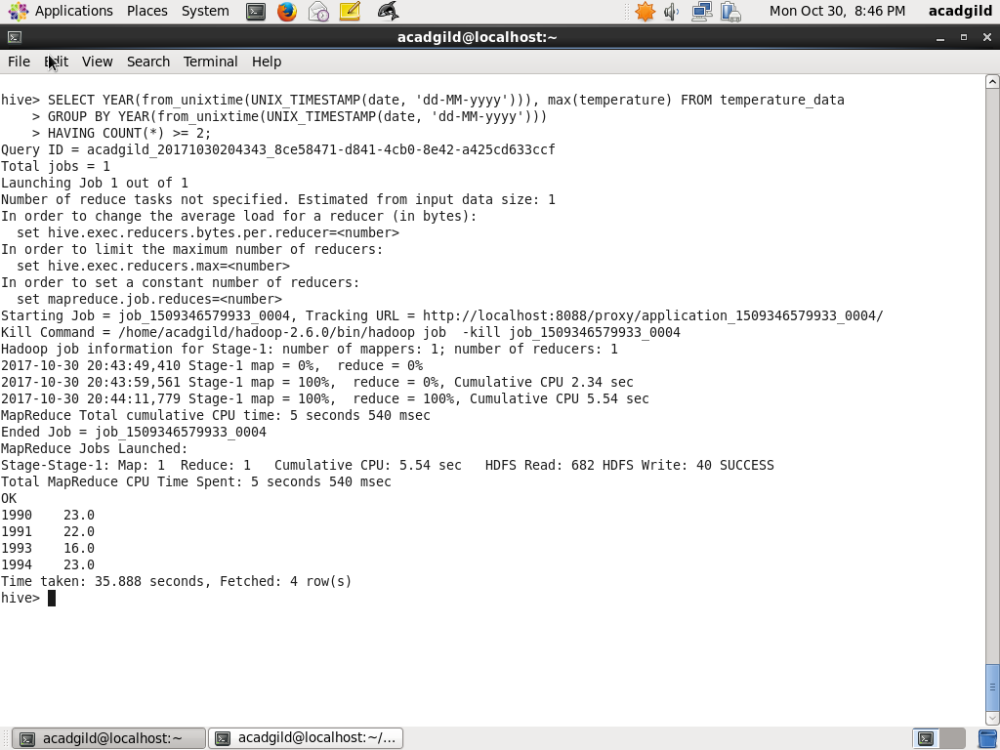 Applications Places System Mon Oct 30, 8:46 PM acadgild
acadgild@localhost:~
File Edit View Search Terminal Help
hive> SELECT YEAR(from_unixtime(UNIX_TIMESTAMP(date, 'dd-MM-yyyy'))), max(temperature) FROM temperature_data
    > GROUP BY YEAR(from_unixtime(UNIX_TIMESTAMP(date, 'dd-MM-yyyy')))
    > HAVING COUNT(*) >= 2;
Query ID = acadgild_20171030204343_8ce58471-d841-4cb0-8e42-a425cd633ccf
Total jobs = 1
Launching Job 1 out of 1
Number of reduce tasks not specified. Estimated from input data size: 1
In order to change the average load for a reducer (in bytes):
  set hive.exec.reducers.bytes.per.reducer=<number>
In order to limit the maximum number of reducers:
  set hive.exec.reducers.max=<number>
In order to set a constant number of reducers:
  set mapreduce.job.reduces=<number>
Starting Job = job_1509346579933_0004, Tracking URL = http://localhost:8088/proxy/application_1509346579933_0004/
Kill Command = /home/acadgild/hadoop-2.6.0/bin/hadoop job  -kill job_1509346579933_0004
Hadoop job information for Stage-1: number of mappers: 1; number of reducers: 1
2017-10-30 20:43:49,410 Stage-1 map = 0%,  reduce = 0%
2017-10-30 20:43:59,561 Stage-1 map = 100%,  reduce = 0%, Cumulative CPU 2.34 sec
2017-10-30 20:44:11,779 Stage-1 map = 100%,  reduce = 100%, Cumulative CPU 5.54 sec
MapReduce Total cumulative CPU time: 5 seconds 540 msec
Ended Job = job_1509346579933_0004
MapReduce Jobs Launched:
Stage-Stage-1: Map: 1  Reduce: 1   Cumulative CPU: 5.54 sec   HDFS Read: 682 HDFS Write: 40 SUCCESS
Total MapReduce CPU Time Spent: 5 seconds 540 msec
OK
1990    23.0
1991    22.0
1993    16.0
1994    23.0
Time taken: 35.888 seconds, Fetched: 4 row(s)
hive>
acadgild@localhost:~ acadgild@localhost:~/...